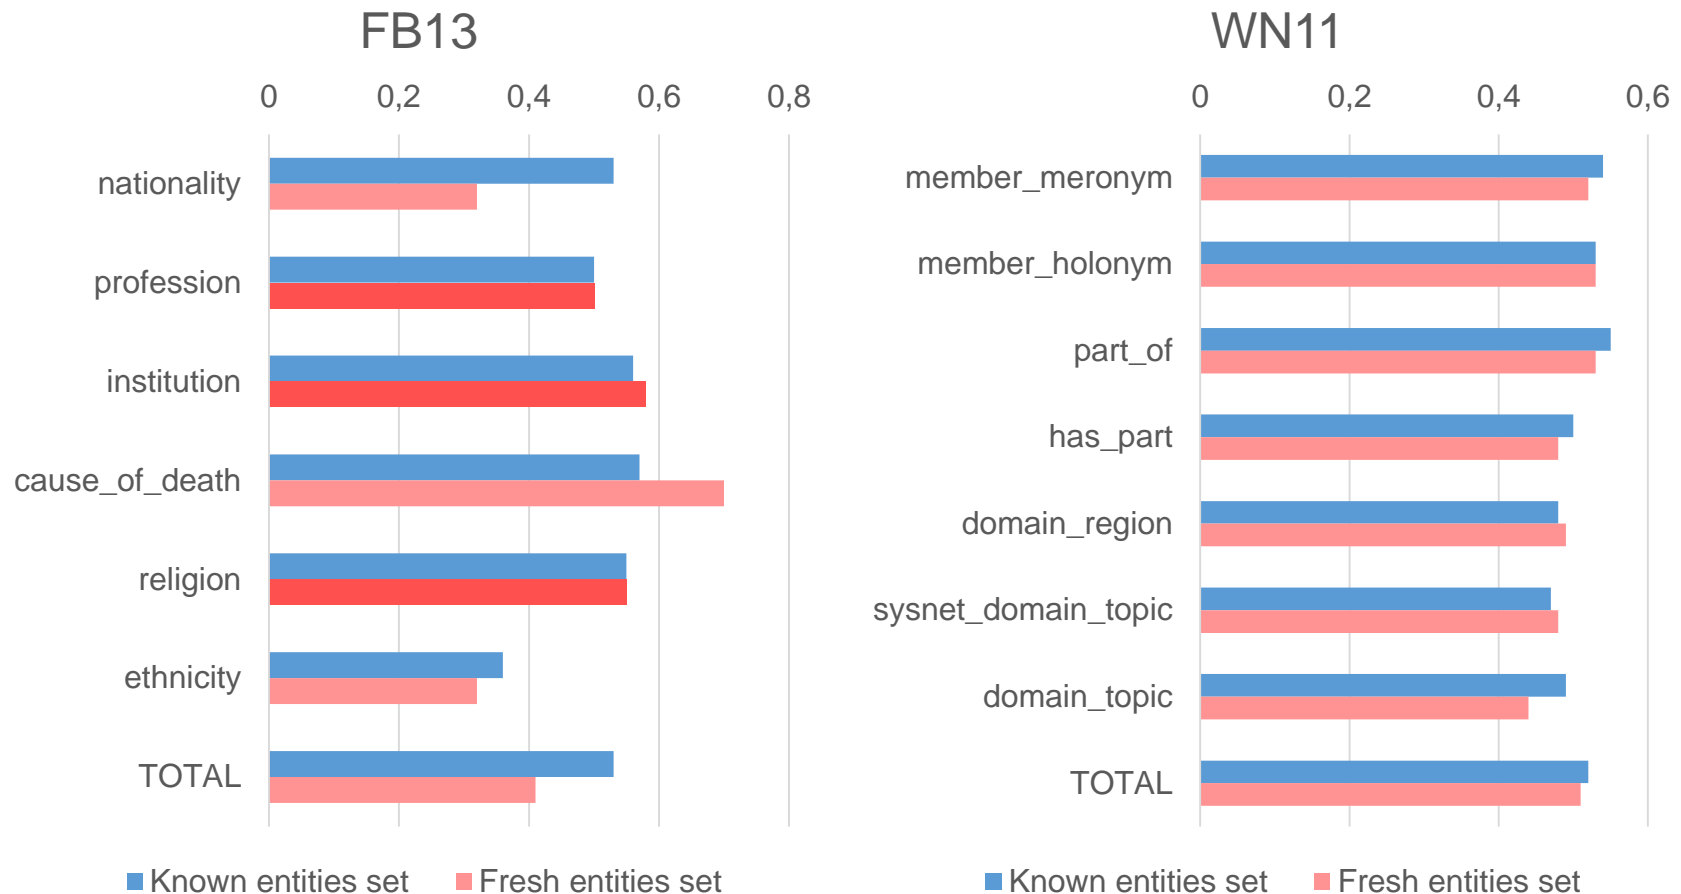 FB13
0 0,2 0,4 0,6 0,8
nationality
profession
institution
cause_of_death
religion
ethnicity
TOTAL
Known entities set Fresh entities set
WN11
0 0,2 0,4 0,6
member_meronym
member_holonym
part_of
has_part
domain_region
sysnet_domain_topic
domain_topic
TOTAL
Known entities set Fresh entities set